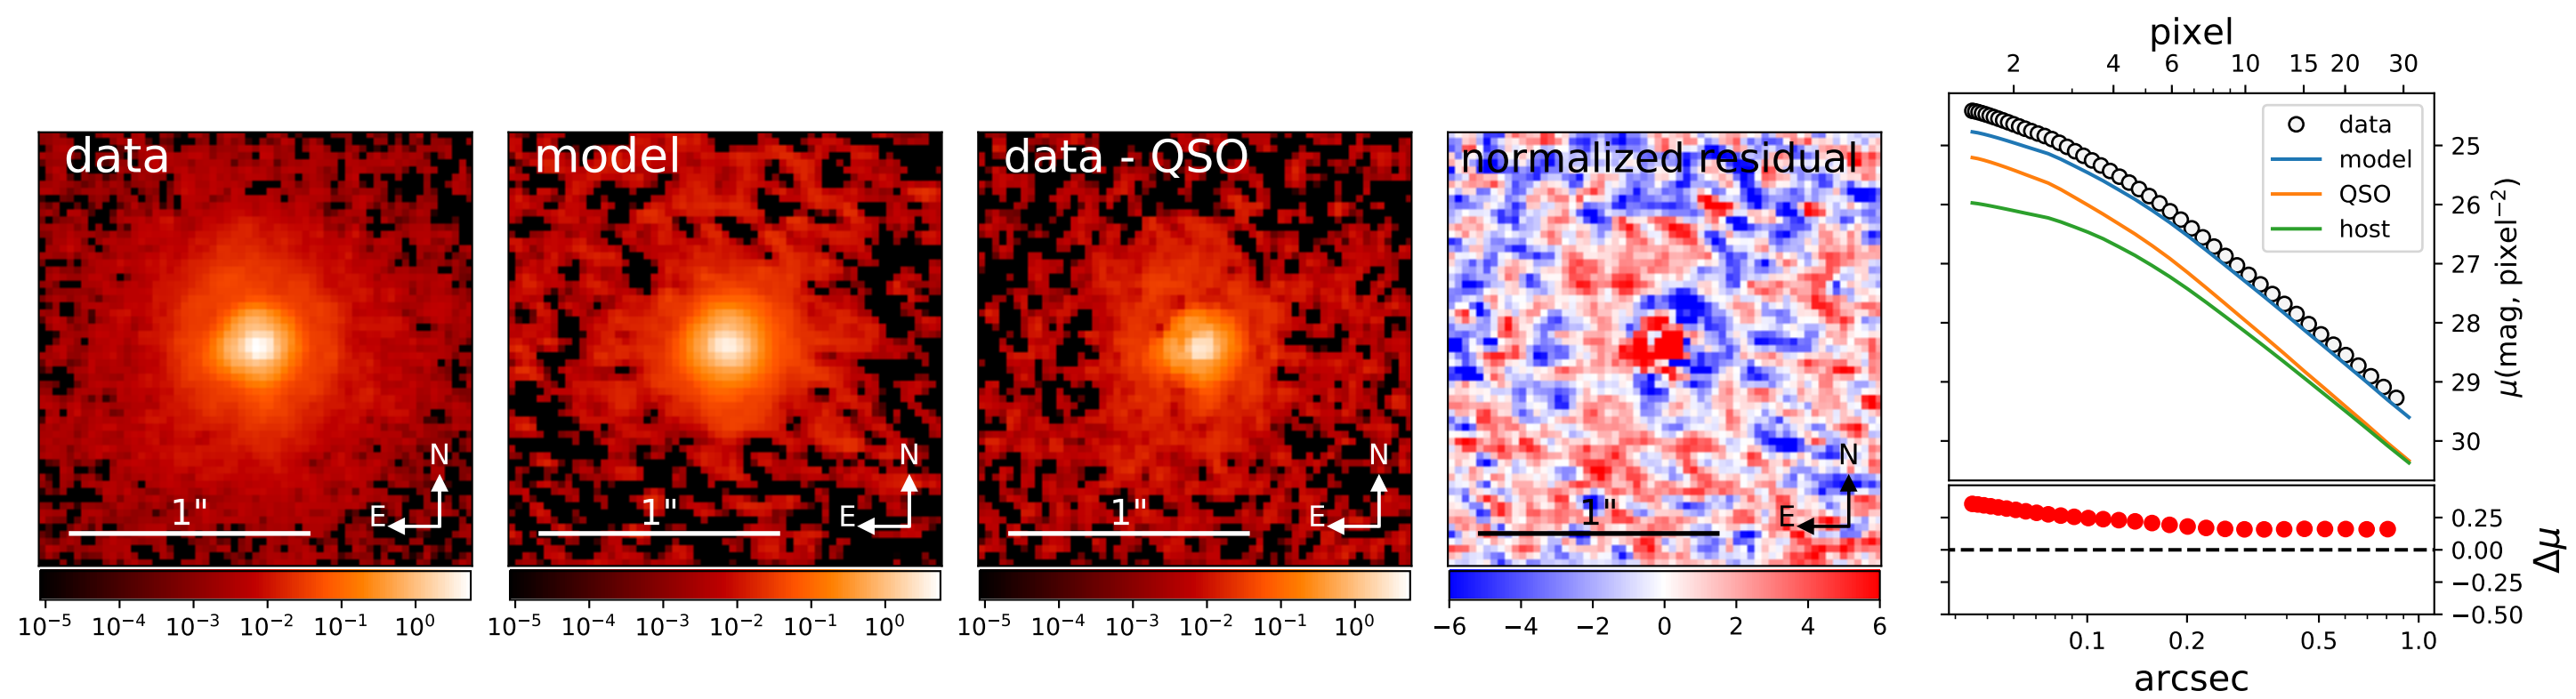 data
N
E
1"
10⁻⁵ 10⁻⁴ 10⁻³ 10⁻² 10⁻¹ 10⁰
model
N
E
1"
10⁻⁵ 10⁻⁴ 10⁻³ 10⁻² 10⁻¹ 10⁰
data - QSO
N
E
1"
10⁻⁵ 10⁻⁴ 10⁻³ 10⁻² 10⁻¹ 10⁰
normalized residual
N
E
1"
−6 −4 −2 0 2 4 6
pixel
2 4 6 10 15 20 30
data
model
QSO
host
25
26
27
28
29
30
μ(mag, pixel⁻²)
0.25
0.00
−0.25
−0.50
Δμ
0.1 0.2 0.5 1.0
arcsec